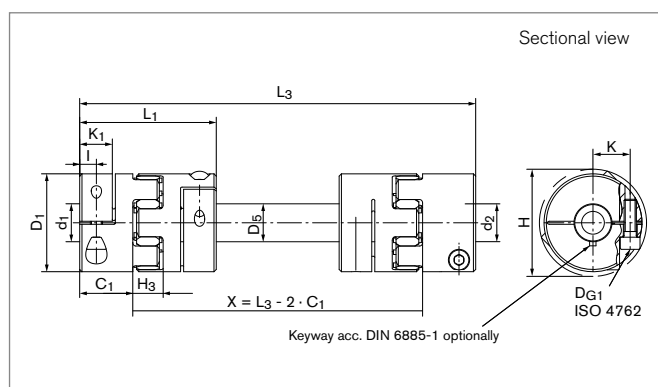 Sectional view
L3
L1
K1
I
K
D1
d1
D5
d2
H
C1
H3
X = L3 - 2 · C1
DG1
ISO 4762
Keyway acc. DIN 6885-1 optionally